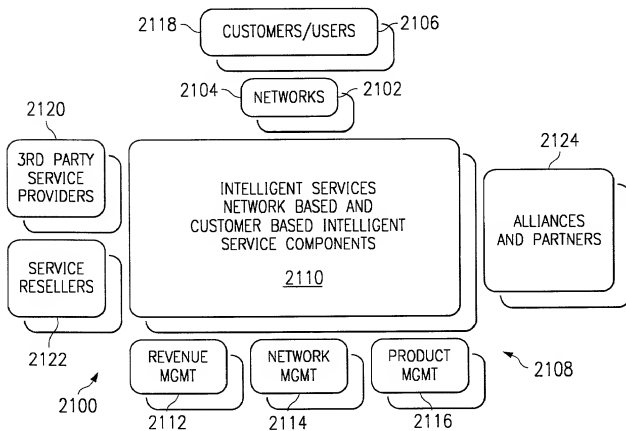 2118
CUSTOMERS/USERS
2106
2104
NETWORKS
2102
2120
3RD PARTY
SERVICE
PROVIDERS
INTELLIGENT SERVICES
NETWORK BASED AND
CUSTOMER BASED INTELLIGENT
SERVICE COMPONENTS
2110
2124
ALLIANCES
AND PARTNERS
SERVICE
RESELLERS
2122
2100
REVENUE
MGMT
2112
NETWORK
MGMT
2114
PRODUCT
MGMT
2116
2108